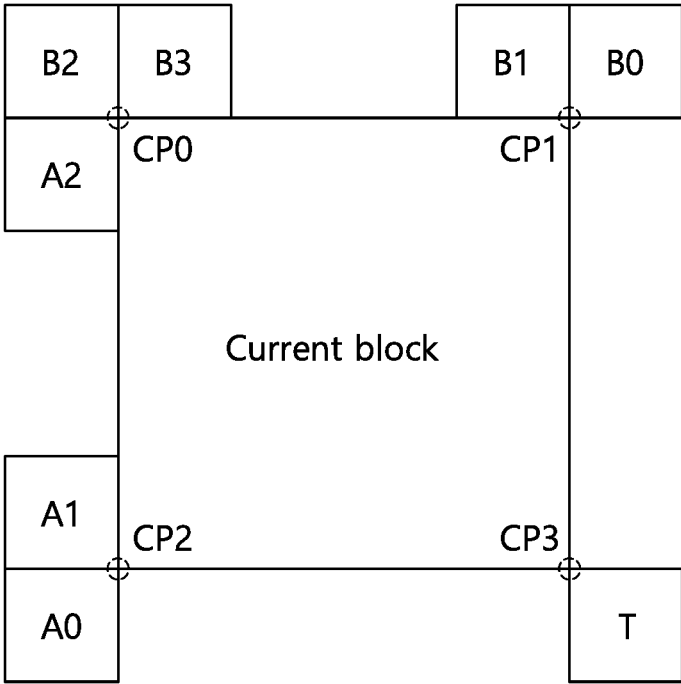 B2 B3 B1 B0
CP0 CP1
A2
Current block
A1
CP2 CP3
A0 T